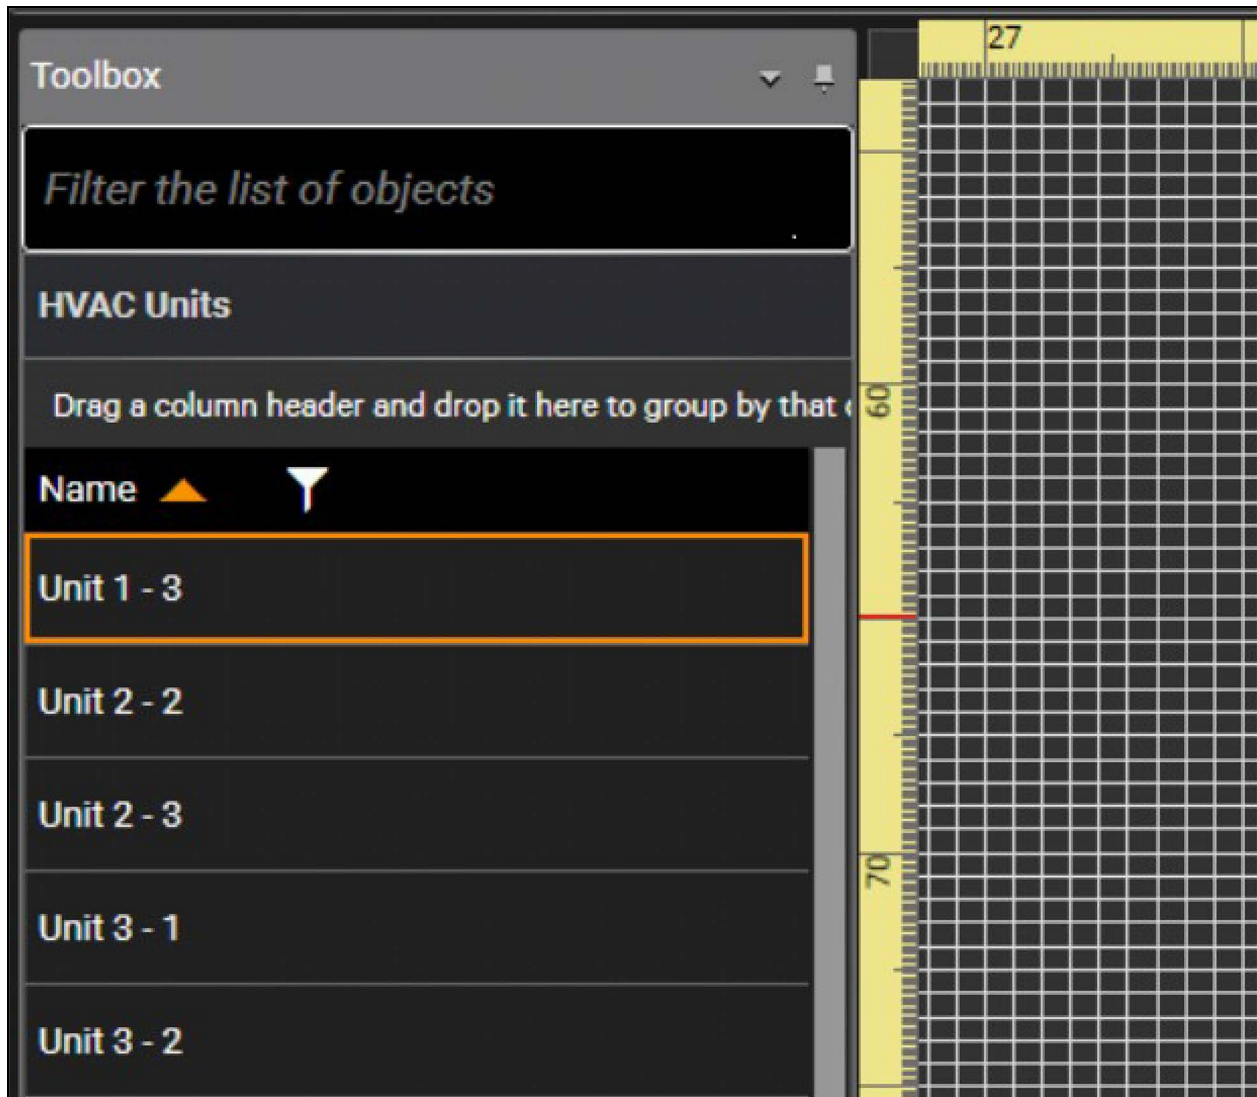 27
Toolbox
Filter the list of objects
HVAC Units
Drag a column header and drop it here to group by that
60
Name
Unit 1 - 3
Unit 2 - 2
Unit 2 - 3
70
Unit 3 - 1
Unit 3 - 2